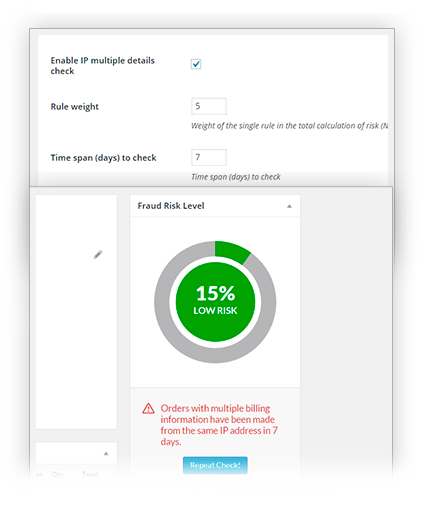 Enable IP multiple details
check
Rule weight
5
Weight of the single rule in the total calculation of risk (N
Time span (days) to check
7
Time span (days) to check
Fraud Risk Level
15%
LOW RISK
Orders with multiple billing
information have been made
from the same IP address in 7
days.
Repeat Check!
Qty
Total